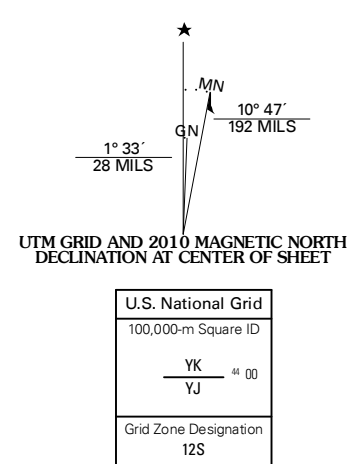 MN
GN
10° 47´
192 MILS
1° 33´
28 MILS
UTM GRID AND 2010 MAGNETIC NORTH
DECLINATION AT CENTER OF SHEET
U.S. National Grid
100,000-m Square ID
YK
44 00
YJ
Grid Zone Designation
12S